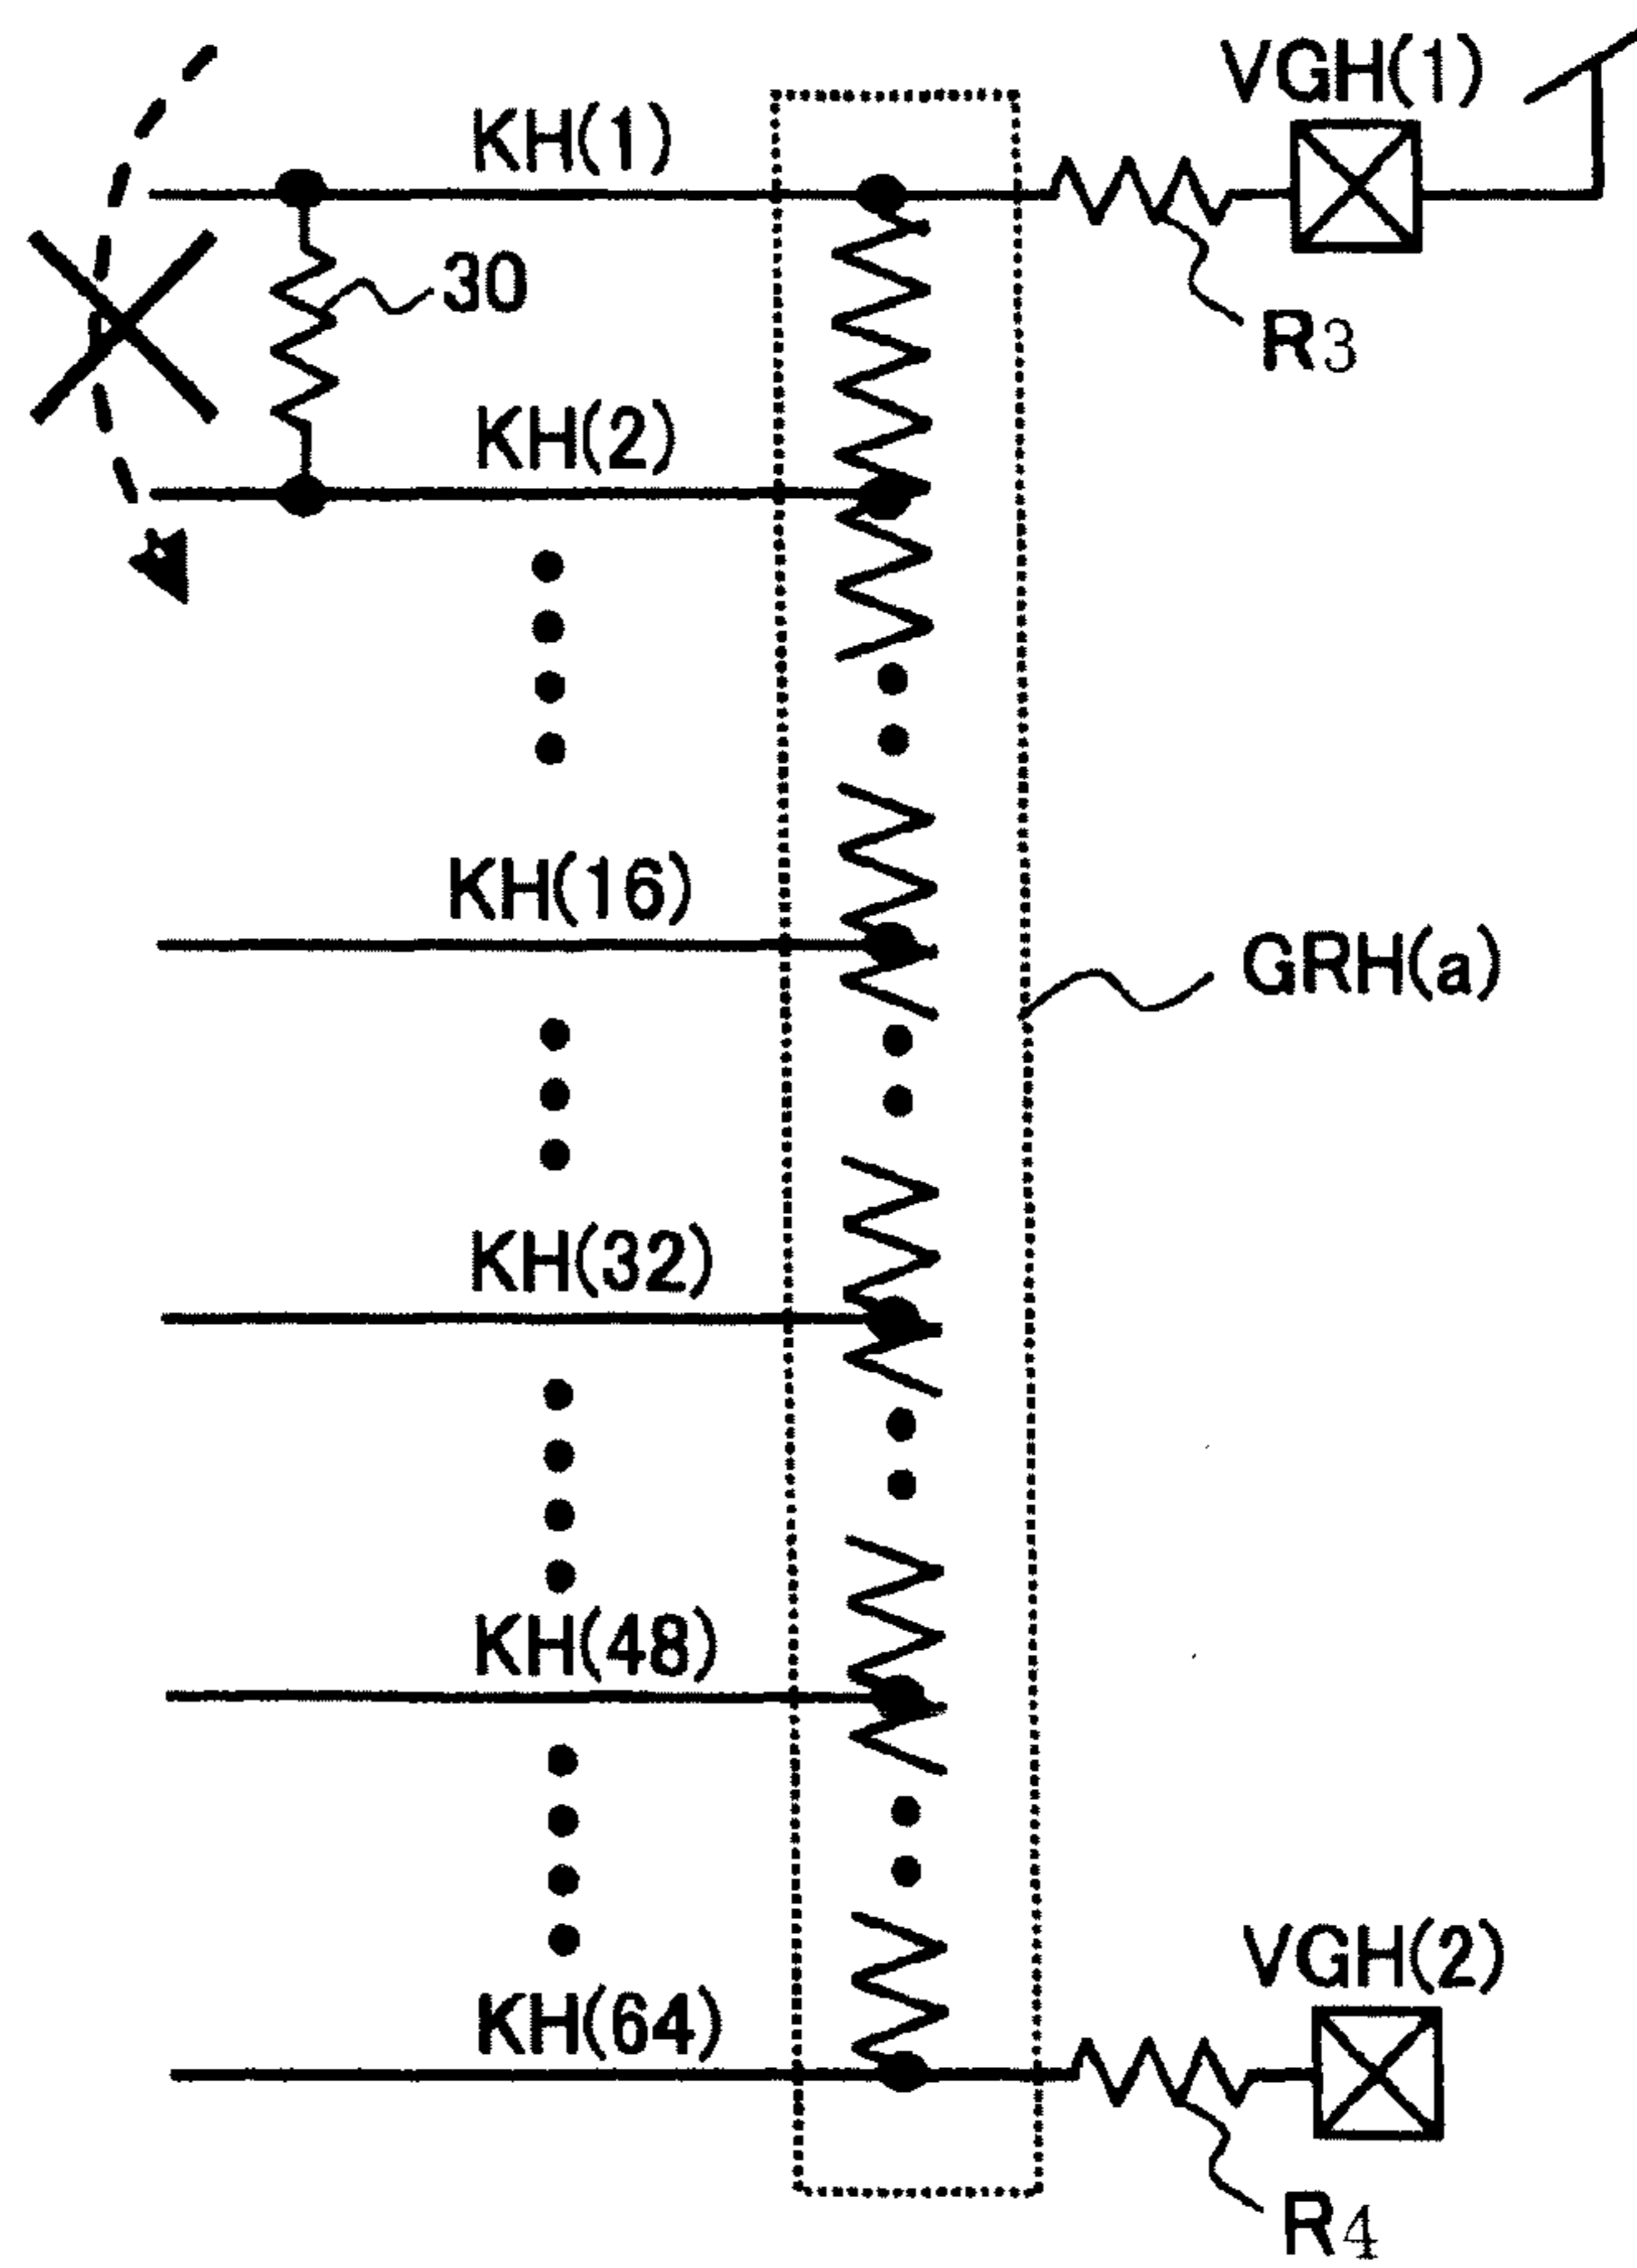 VGH(1)
KH(1)
30
R3
KH(2)
KH(16)
GRH(a)
KH(32)
KH(48)
VGH(2)
KH(64)
R4